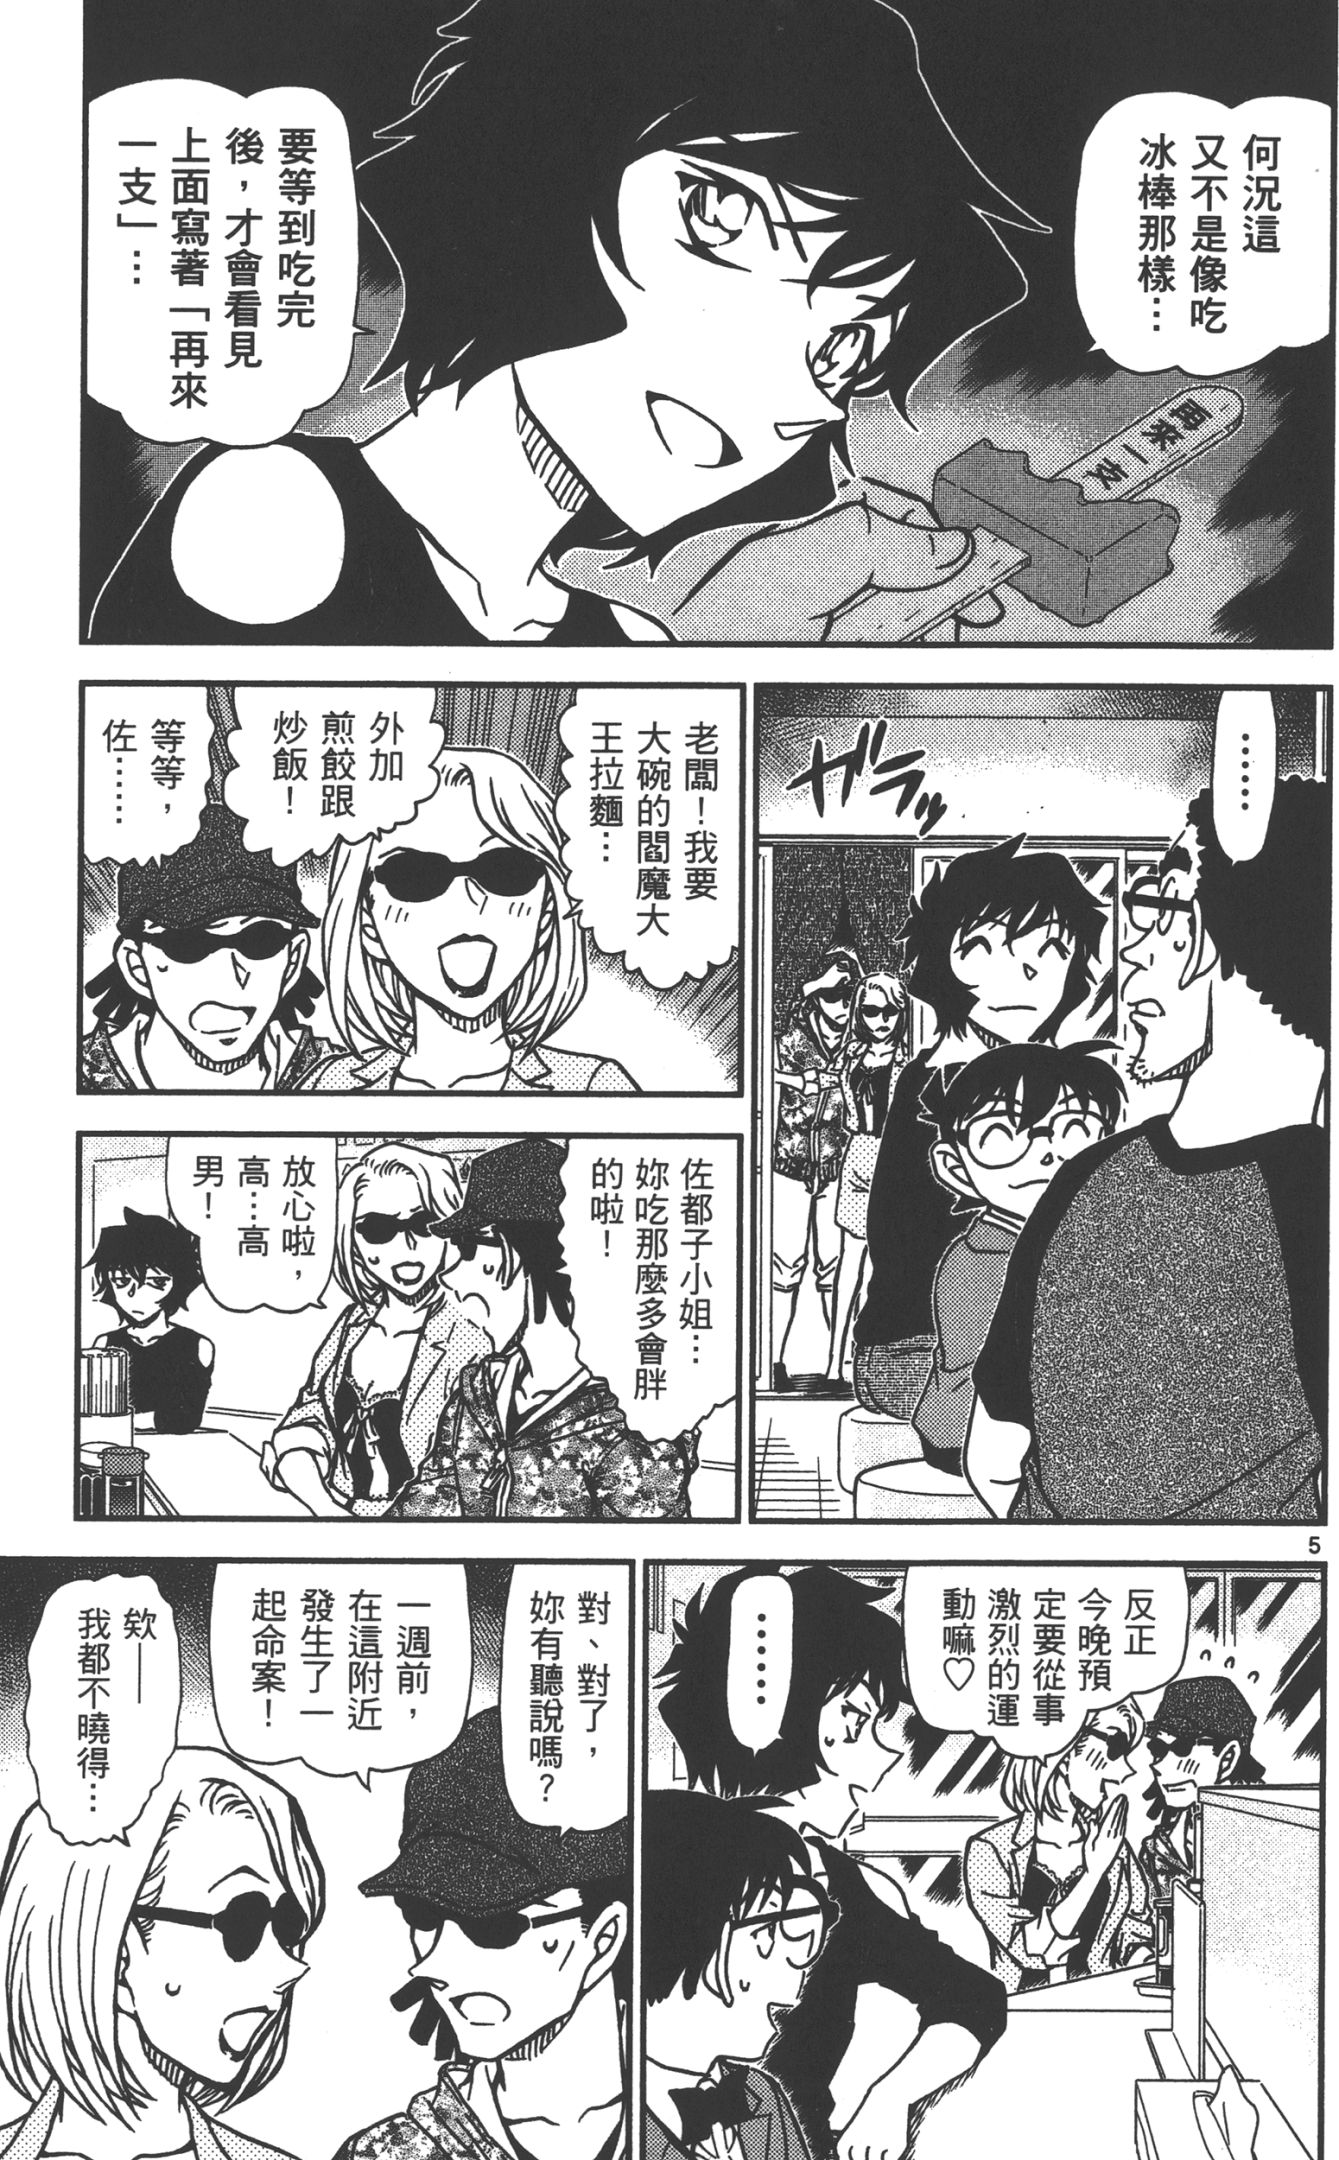 何況這
又不是像吃
冰棒那樣…
再來一支
要等到吃完
後，才會看見
上面寫著「再來
一支」…
……
ガラッ
老闆！我要
大碗的閻魔大
王拉麵…
外加
煎餃跟
炒飯！
等等，
佐……
佐都子小姐…
妳吃那麼多會胖
的啦！
放心啦，
高…高
男！
5
反正
今晚預
定要從事
激烈的運
動嘛♡
……
對、對了，
妳有聽說嗎？
一週前，
在這附近
發生了一
起命案！
欸——
我都不曉得…